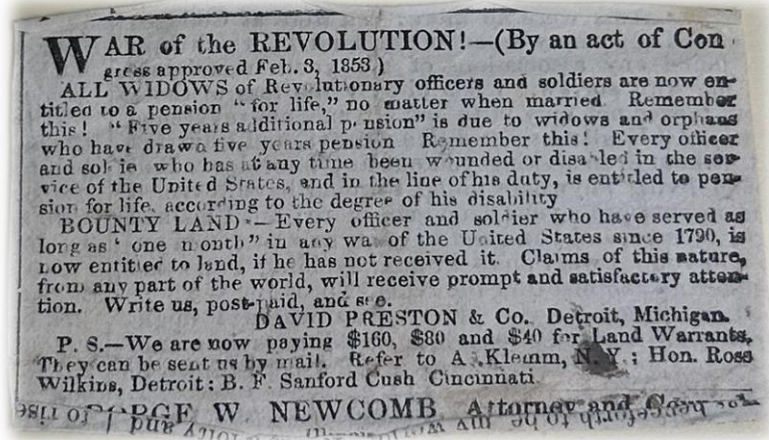 WAR of the REVOLUTION!—(By an act of Con
gress approved Feb. 3, 1853)
ALL WIDOWS of Revolutionary officers and soldiers are now en-
titled to a pension "for life," no matter when married. Remember
this! "Five years additional pension" is due to widows and orphans
who have drawn five years pension Remember this! Every officer
and soldie who has at any time been wounded or disabled in the ser-
vice of the United States, and in the line of his duty, is entitled to pen-
sion for life, according to the degree of his disability
BOUNTY LAND—Every officer and soldier who have served as
long as "one month" in any war of the United States since 1790, is
now entitled to land, if he has not received it. Claims of this nature,
from any part of the world, will receive prompt and satisfactory atten-
tion. Write us, post-paid, and see.
DAVID PRESTON & Co. Detroit, Michigan.
P. S.—We are now paying $160, $80 and $40 for Land Warrants.
They can be sent us by mail. Refer to A. Klemm, N. Y.; Hon. Ross
Wilkins, Detroit: B. F. Sanford Cash Cincinnati.
W. NEWCOMB Attorney and